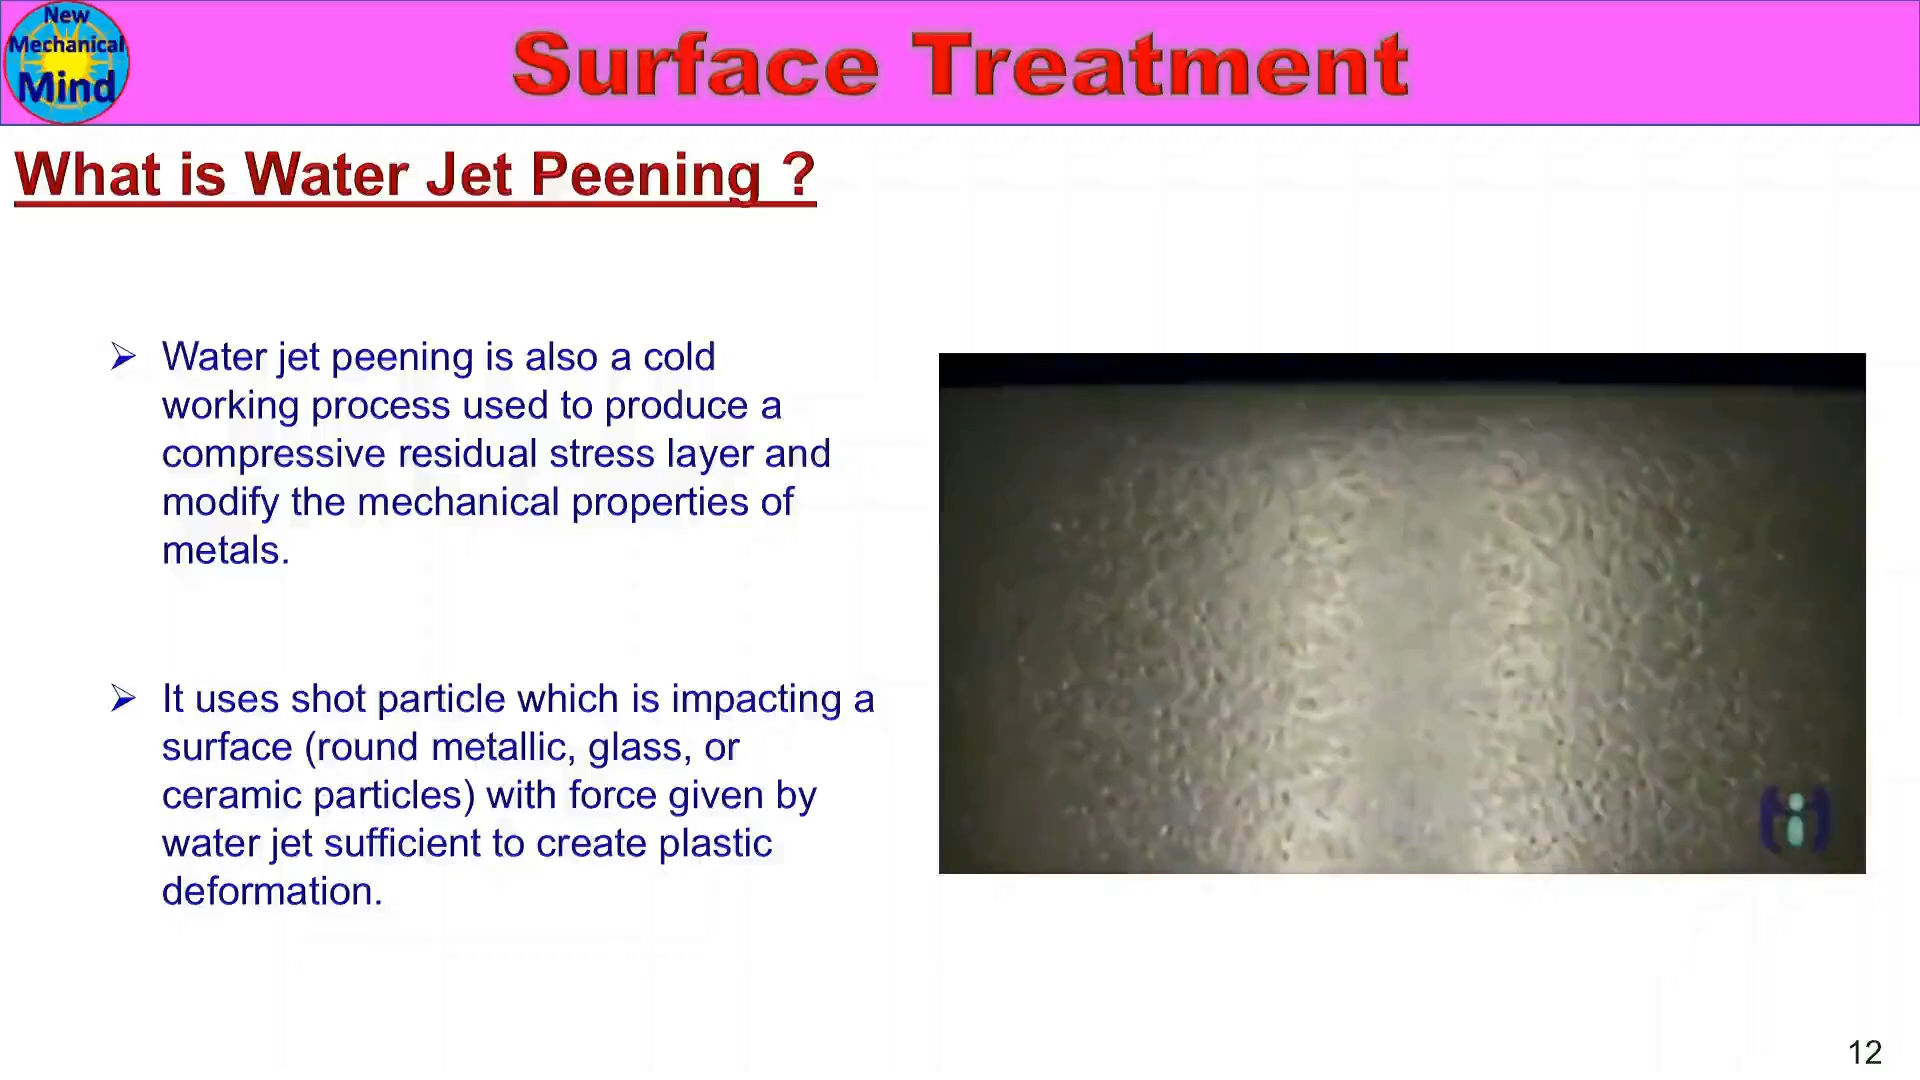 New
Mechanical
Mind
Surface Treatment
What is Water Jet Peening ?
Water jet peening is also a cold
working process used to produce a
compressive residual stress layer and
modify the mechanical properties of
metals.
It uses shot particle which is impacting a
surface (round metallic, glass, or
ceramic particles) with force given by
water jet sufficient to create plastic
deformation.
12